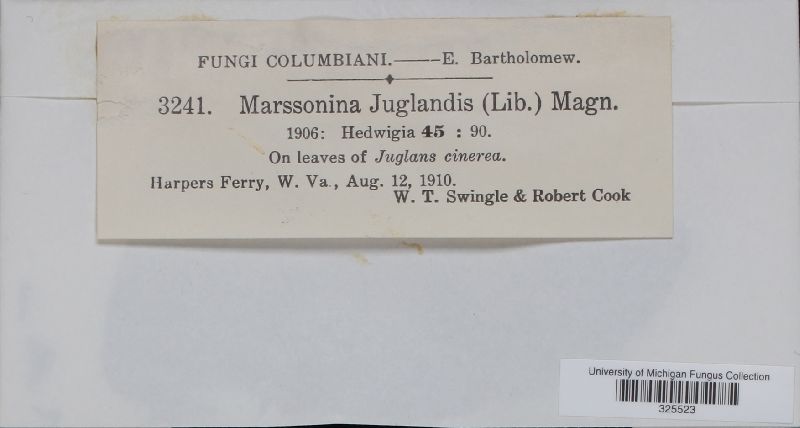 FUNGI COLUMBIANI.——E. Bartholomew.
3241. Marssonina Juglandis (Lib.) Magn.
1906: Hedwigia 45 : 90.
On leaves of Juglans cinerea.
Harpers Ferry, W. Va., Aug. 12, 1910.
W. T. Swingle & Robert Cook
University of Michigan Fungus Collection
325523